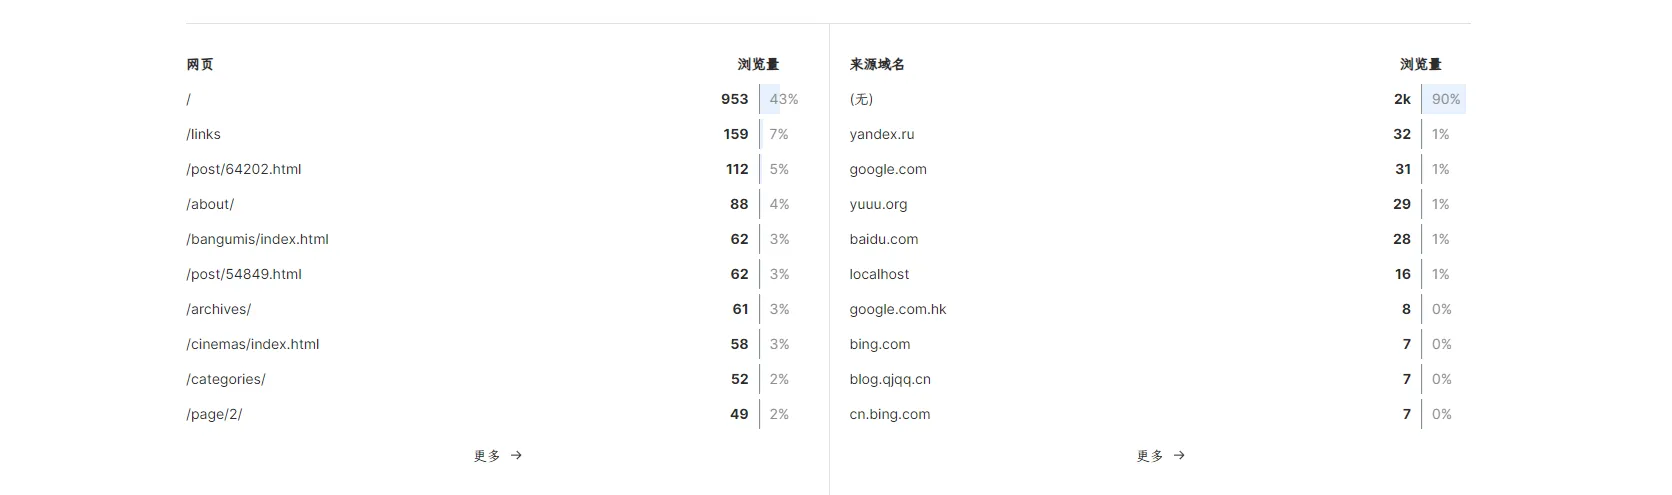 网页 浏览量
/ 953 43%
/links 159 7%
/post/64202.html 112 5%
/about/ 88 4%
/bangumis/index.html 62 3%
/post/54849.html 62 3%
/archives/ 61 3%
/cinemas/index.html 58 3%
/categories/ 52 2%
/page/2/ 49 2%
更多 →
来源域名 浏览量
(无) 2k 90%
yandex.ru 32 1%
google.com 31 1%
yuuu.org 29 1%
baidu.com 28 1%
localhost 16 1%
google.com.hk 8 0%
bing.com 7 0%
blog.qjqq.cn 7 0%
cn.bing.com 7 0%
更多 →